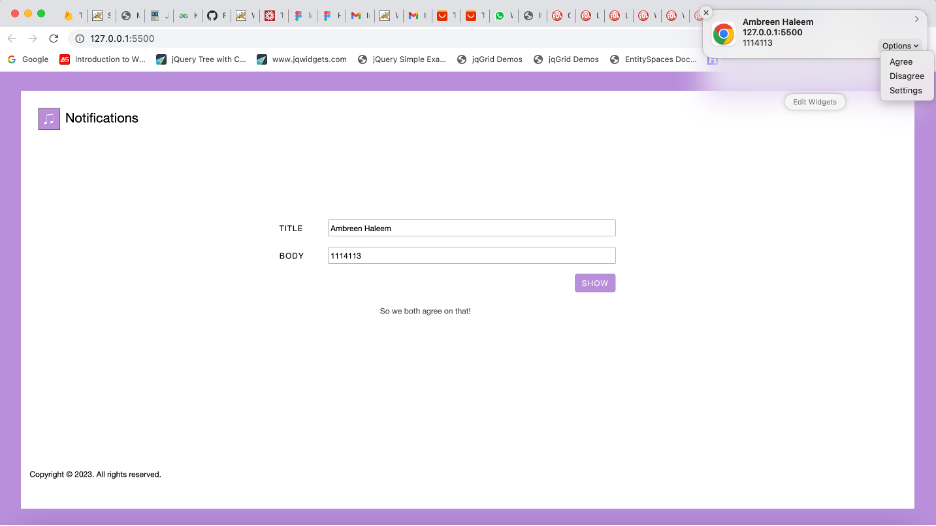 Ambreen Haleem
127.0.0.1:5500
1114113
Options
Agree
Disagree
Settings
127.0.0.1:5500
Google
Introduction to W...
jQuery Tree with C...
www.jqwidgets.com
jQuery Simple Exa...
jqGrid Demos
jqGrid Demos
EntitySpaces Doc...
Edit Widgets
Notifications
TITLE
Ambreen Haleem
BODY
1114113
SHOW
So we both agree on that!
Copyright © 2023. All rights reserved.